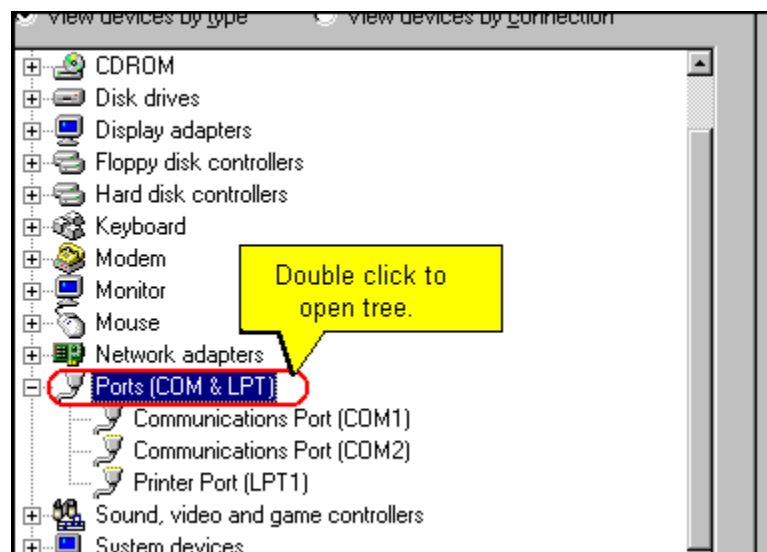 View devices by type View devices by connection
CDROM
Disk drives
Display adapters
Floppy disk controllers
Hard disk controllers
Keyboard
Modem
Double click to
open tree.
Monitor
Mouse
Network adapters
Ports (COM & LPT)
Communications Port (COM1)
Communications Port (COM2)
Printer Port (LPT1)
Sound, video and game controllers
System devices